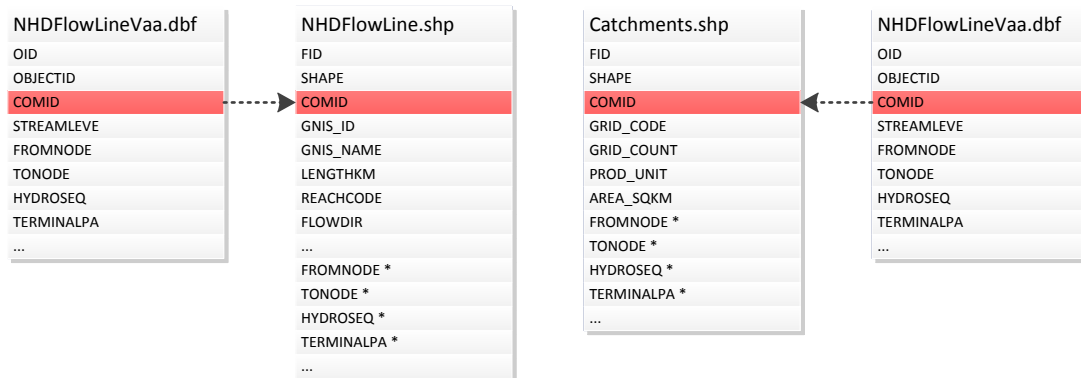 NHDFlowLineVaa.dbf
OID
OBJECTID
COMID
STREAMLEVE
FROMNODE
TONODE
HYDROSEQ
TERMINALPA
...
NHDFlowLine.shp
FID
SHAPE
COMID
GNIS_ID
GNIS_NAME
LENGTHKM
REACHCODE
FLOWDIR
...
FROMNODE *
TONODE *
HYDROSEQ *
TERMINALPA *
...
Catchments.shp
FID
SHAPE
COMID
GRID_CODE
GRID_COUNT
PROD_UNIT
AREA_SQKM
FROMNODE *
TONODE *
HYDROSEQ *
TERMINALPA *
...
NHDFlowLineVaa.dbf
OID
OBJECTID
COMID
STREAMLEVE
FROMNODE
TONODE
HYDROSEQ
TERMINALPA
...